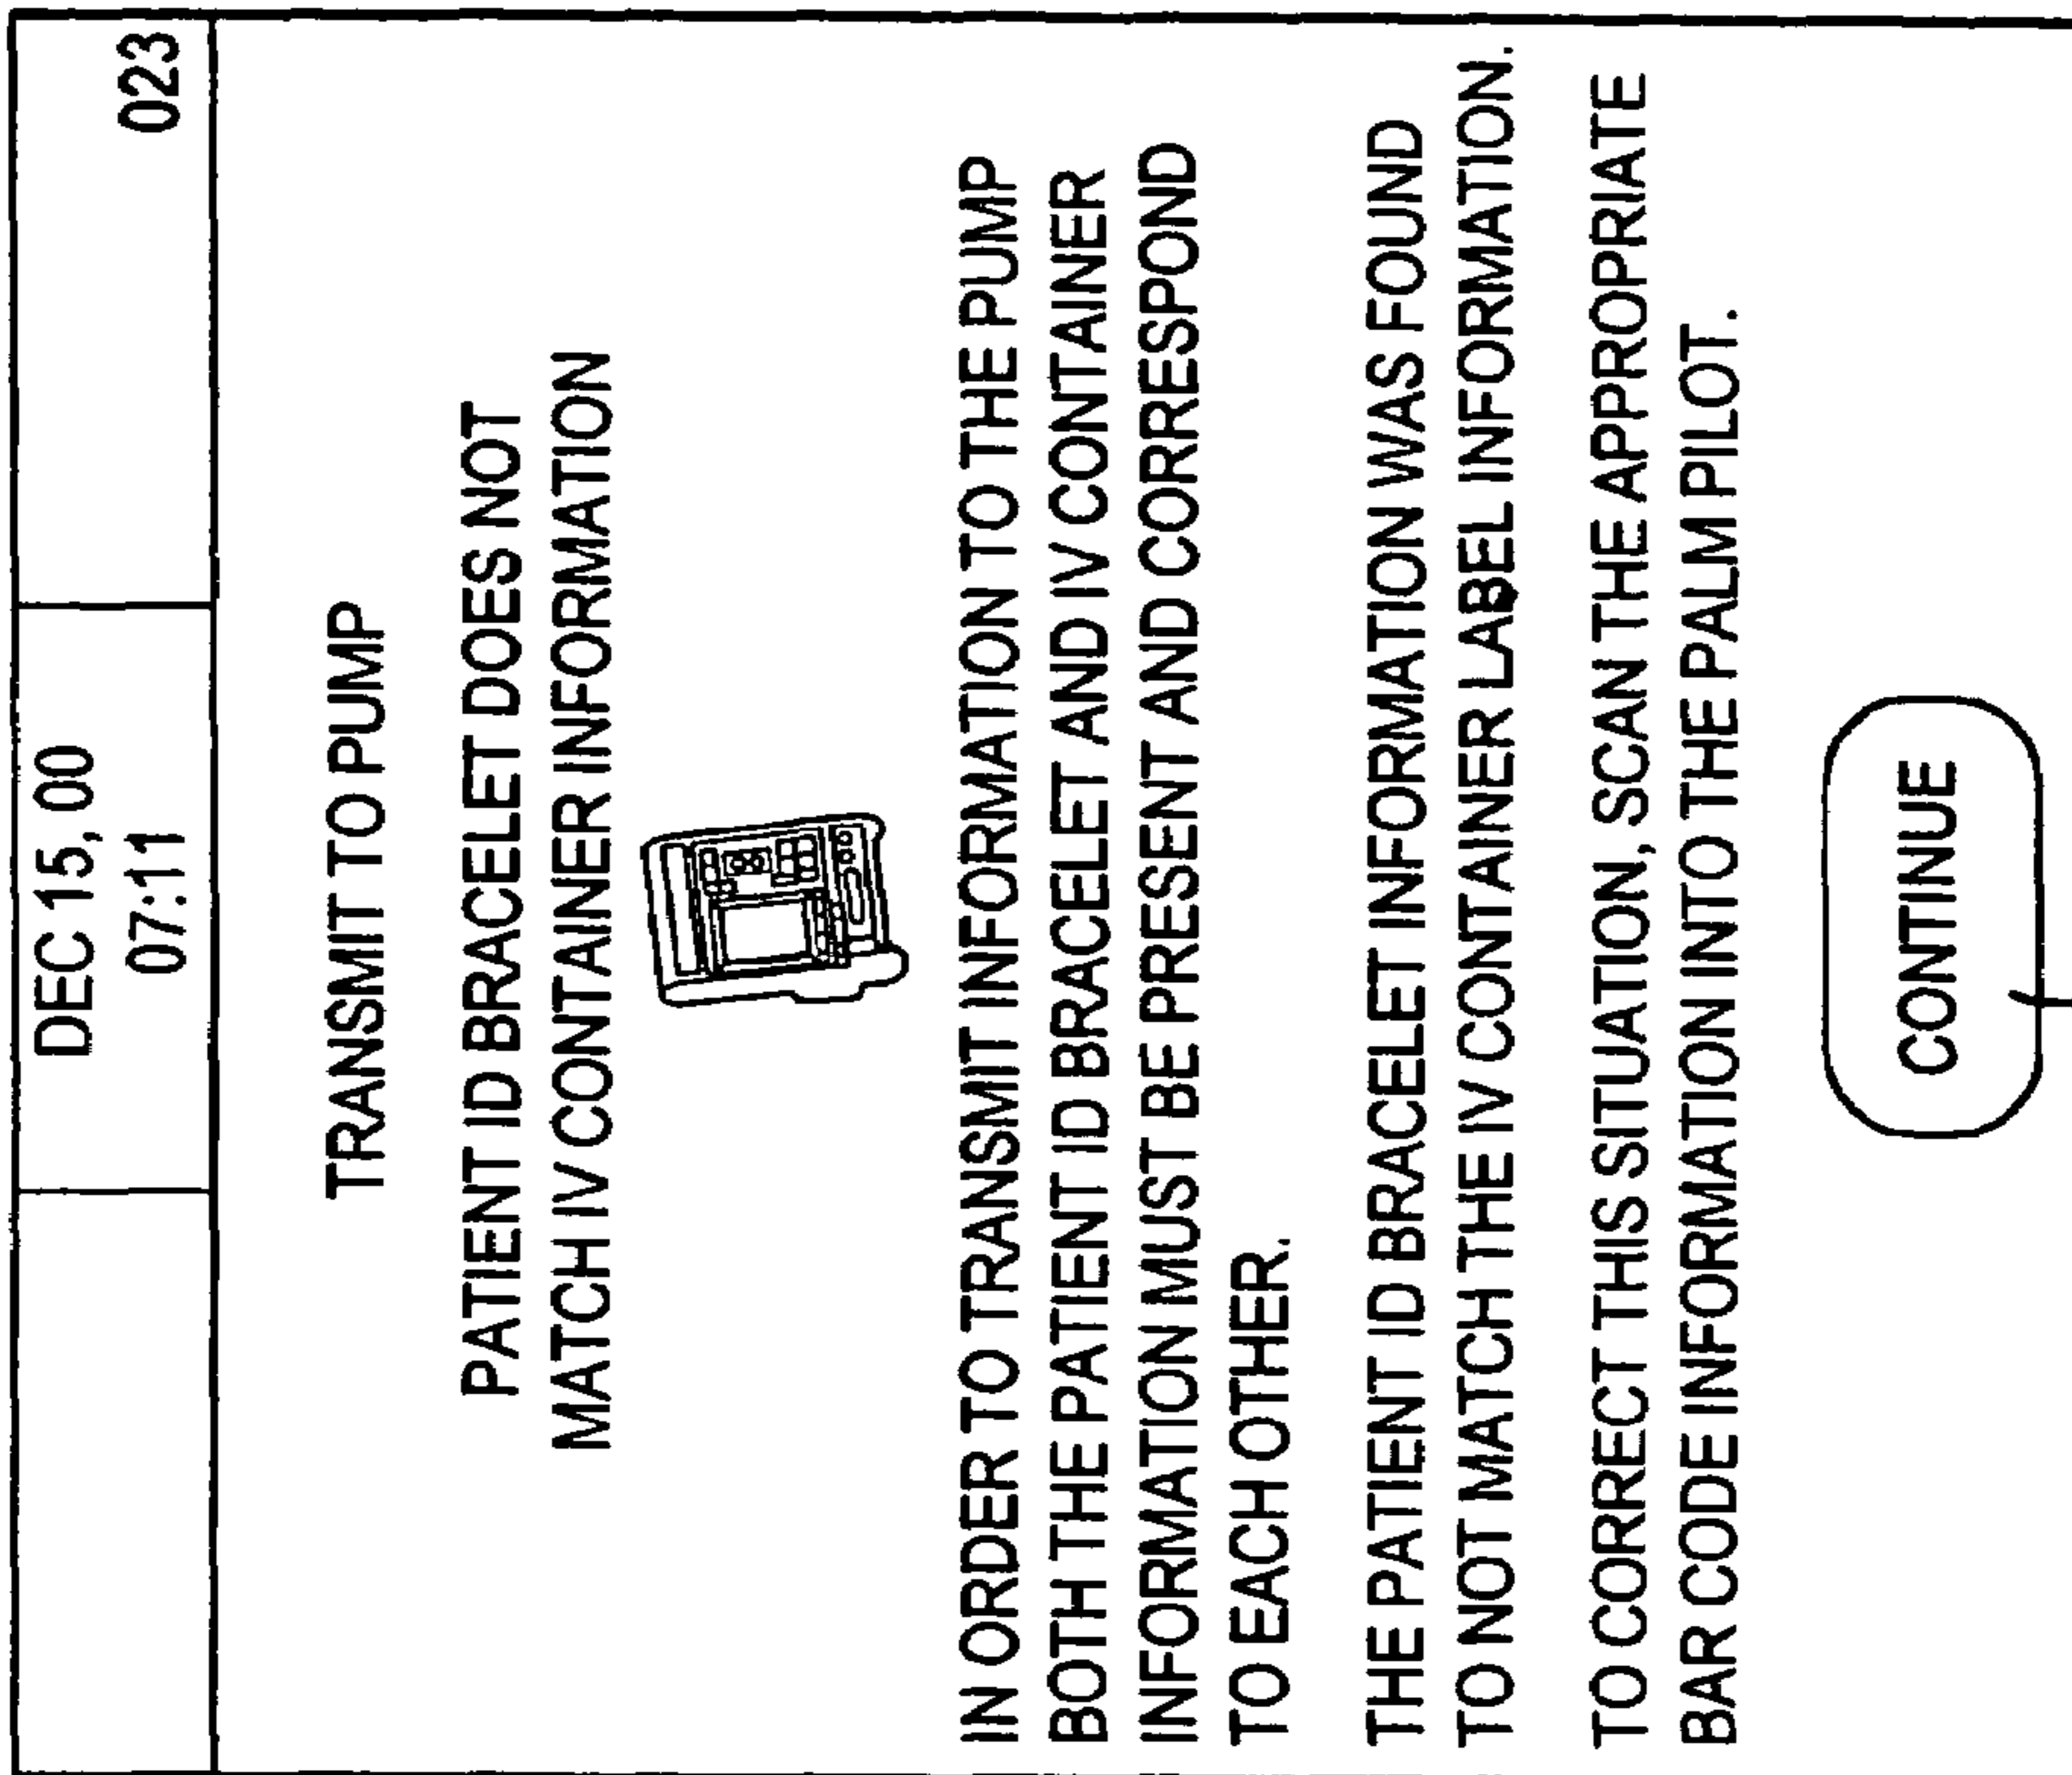 DEC 15, 00
07:11
023
TRANSMIT TO PUMP
PATIENT ID BRACELET DOES NOT
MATCH IV CONTAINER INFORMATION
IN ORDER TO TRANSMIT INFORMATION TO THE PUMP
BOTH THE PATIENT ID BRACELET AND IV CONTAINER
INFORMATION MUST BE PRESENT AND CORRESPOND
TO EACH OTHER.
THE PATIENT ID BRACELET INFORMATION WAS FOUND
TO NOT MATCH THE IV CONTAINER LABEL INFORMATION.
TO CORRECT THIS SITUATION, SCAN THE APPROPRIATE
BAR CODE INFORMATION INTO THE PALM PILOT.
CONTINUE